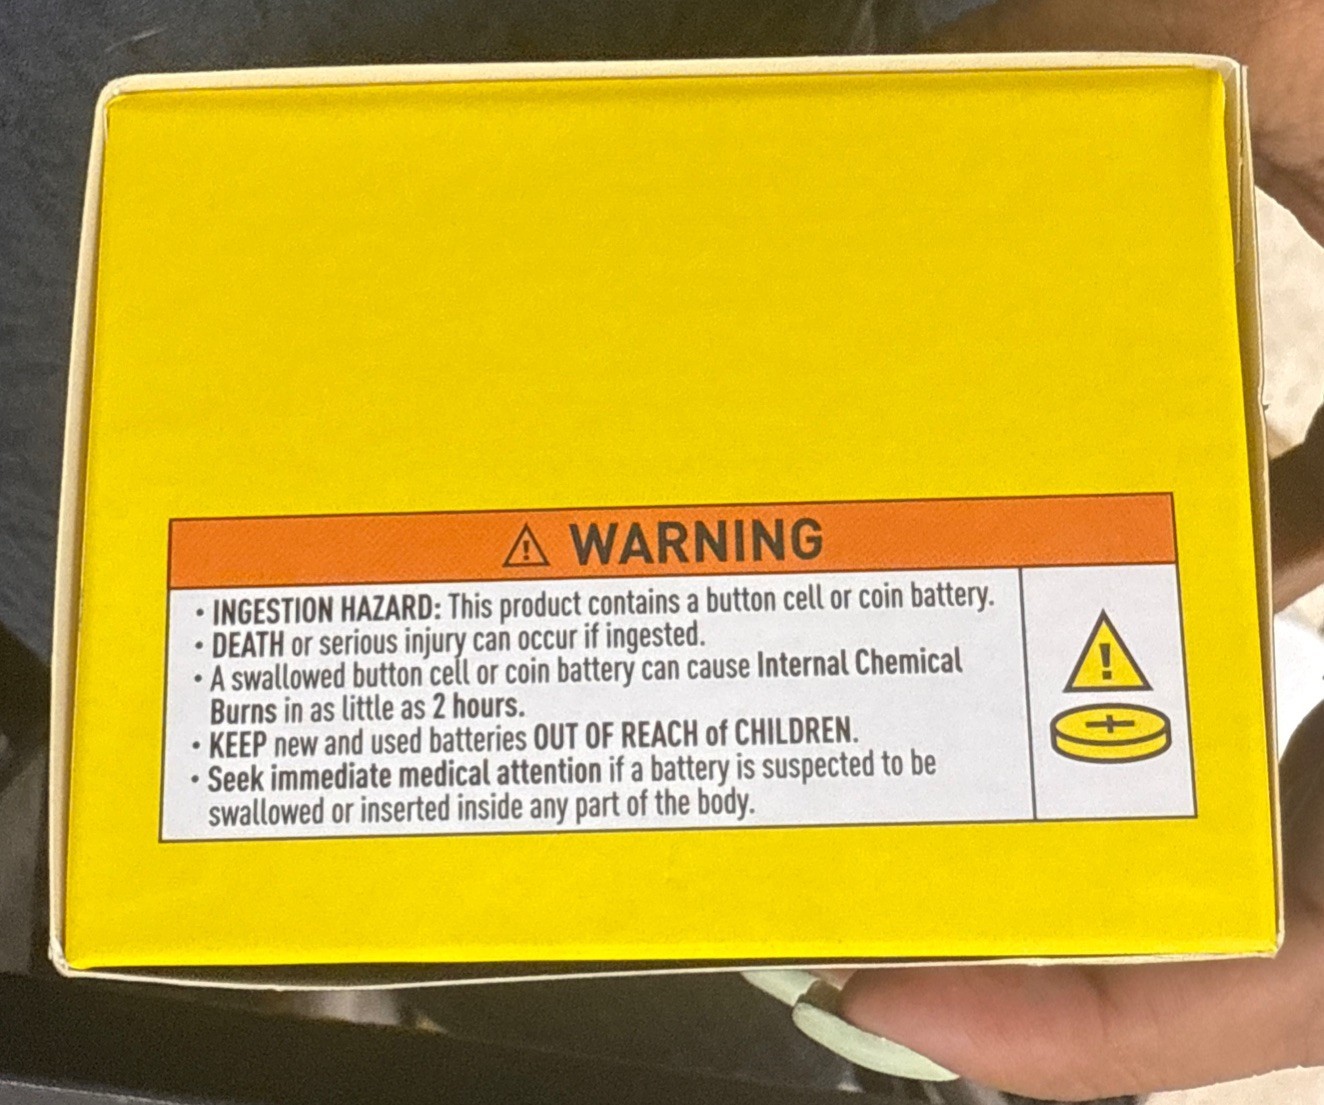 ⚠ WARNING
• INGESTION HAZARD: This product contains a button cell or coin battery.
• DEATH or serious injury can occur if ingested.
• A swallowed button cell or coin battery can cause Internal Chemical
Burns in as little as 2 hours.
• KEEP new and used batteries OUT OF REACH of CHILDREN.
• Seek immediate medical attention if a battery is suspected to be
swallowed or inserted inside any part of the body.